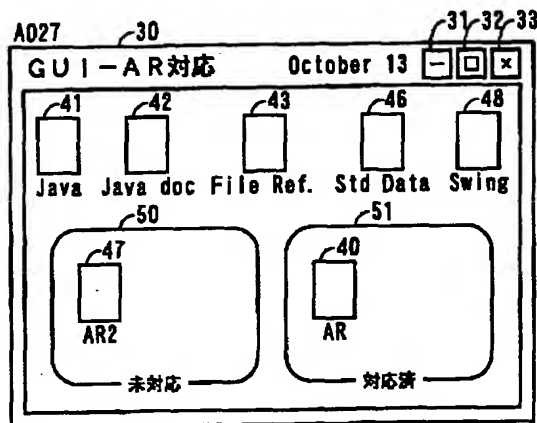 A027 30 31 32 33
GUI-AR対応 October 13
41 42 43 46 48
Java Java doc File Ref. Std Data Swing
50 51
47 40
AR2 AR
未対応 対応済